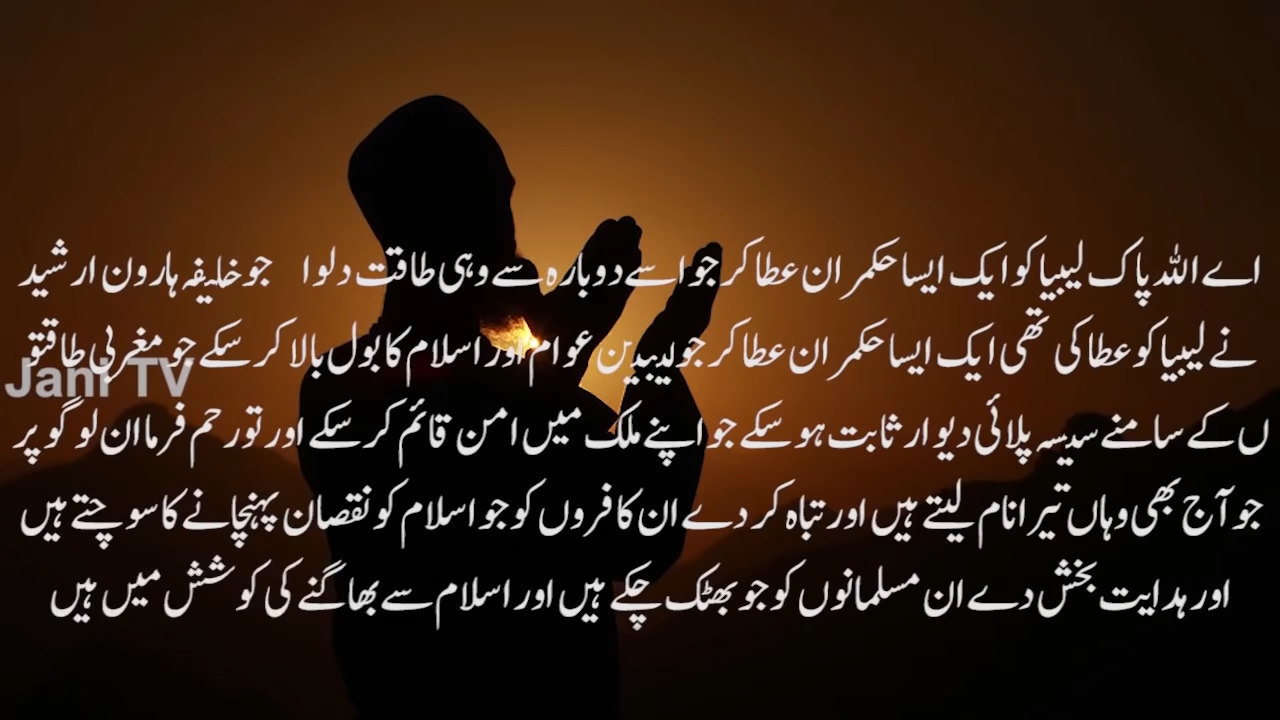 اے اللہ پاک لیبیا کو ایک ایسا حکمران عطا کر جو اسے دوبارہ سے وہی طاقت دلوا جو خلیفہ ہارون ارشید
نے لیبیا کو عطا کی تھی ایک ایسا حکمران عطا کر جو لیبیین عوام اور اسلام کا بول بالا کر سکے جو مغربی طاقتو
ں کے سامنے سیسہ پلائی دیوار ثابت ہو سکے جو اپنے ملک میں امن قائم کر سکے اور تو رحم فرما ان لوگو پر
جو آج بھی وہاں تیرا نام لیتے ہیں اور تباہ کر دے ان کافروں کو جو اسلام کو نقصان پہنچانے کا سوچتے ہیں
اور ہدایت بخش دے ان مسلمانوں کو جو بھٹک چکے ہیں اور اسلام سے بھاگنے کی کوشش میں ہیں
Jani TV